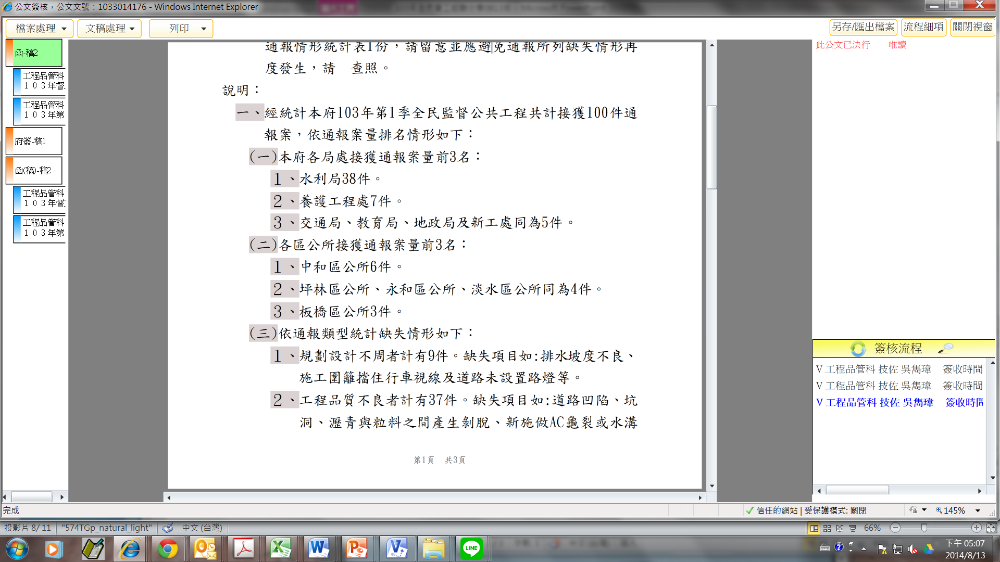 公文簽核，公文文號：1033014176 - Windows Internet Explorer
檔案處理
文稿處理
列印
另存/匯出檔案
流程細項
關閉視窗
函-稿2
工程品管科
１０３年督
工程品管科
１０３年第
府簽-稿1
函(稿)-稿2
工程品管科
１０３年督
工程品管科
１０３年第
通報情形統計表1份，請留意並應避免通報所列缺失情形再
度發生，請　查照。
說明：
一、經統計本府103年第1季全民監督公共工程共計接獲100件通
報案，依通報案量排名情形如下：
(一)本府各局處接獲通報案量前3名：
１、水利局38件。
２、養護工程處7件。
３、交通局、教育局、地政局及新工處同為5件。
(二)各區公所接獲通報案量前3名：
１、中和區公所6件。
２、坪林區公所、永和區公所、淡水區公所同為4件。
３、板橋區公所3件。
(三)依通報類型統計缺失情形如下：
１、規劃設計不周者計有9件。缺失項目如:排水坡度不良、
施工圍籬擋住行車視線及道路未設置路燈等。
２、工程品質不良者計有37件。缺失項目如:道路凹陷、坑
洞、瀝青與粒料之間產生剝脫、新施做AC龜裂或水溝
第1頁　共3頁
此公文已決行　唯讀
簽核流程
V 工程品管科 技佐 吳雋瑋　簽收時間
V 工程品管科 技佐 吳雋瑋　簽收時間
V 工程品管科 技佐 吳雋瑋　簽收時間
完成
信任的網站 | 受保護模式: 關閉
145%
投影片 8/ 11
"574TGp_natural_light"
中文 (台灣)
66%
LINE
下午 05:07
2014/8/13